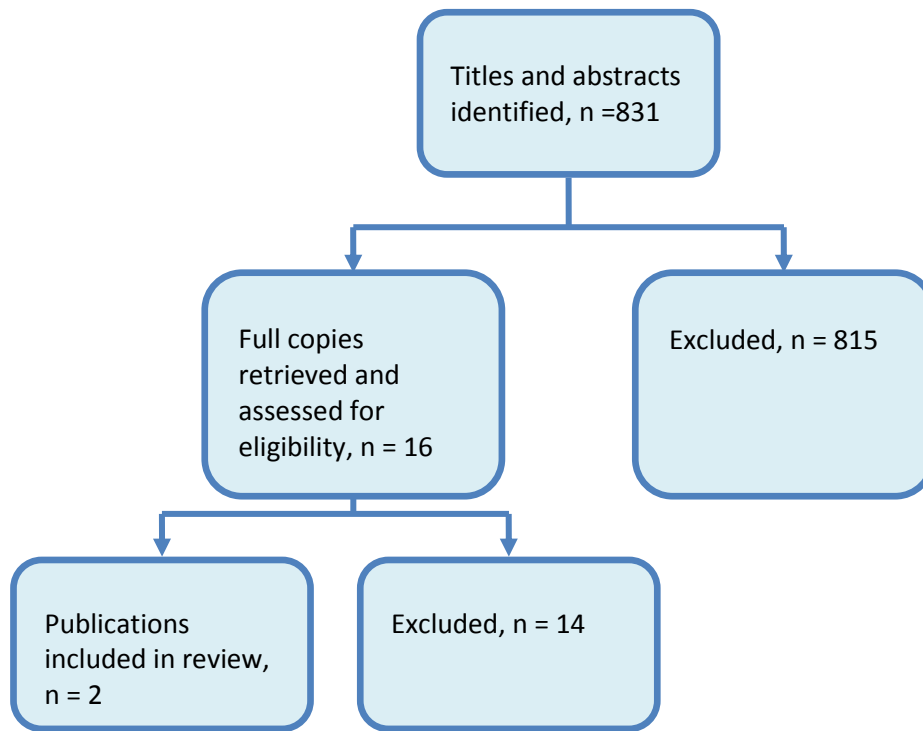 Titles and abstracts
identified, n =831
Full copies
retrieved and
assessed for
eligibility, n = 16
Excluded, n = 815
Publications
included in review,
n = 2
Excluded, n = 14